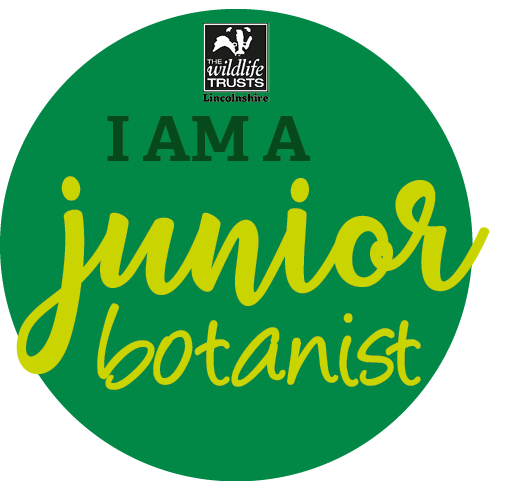 THE
wildlife
TRUSTS
Lincolnshire
I AM A
junior
botanist